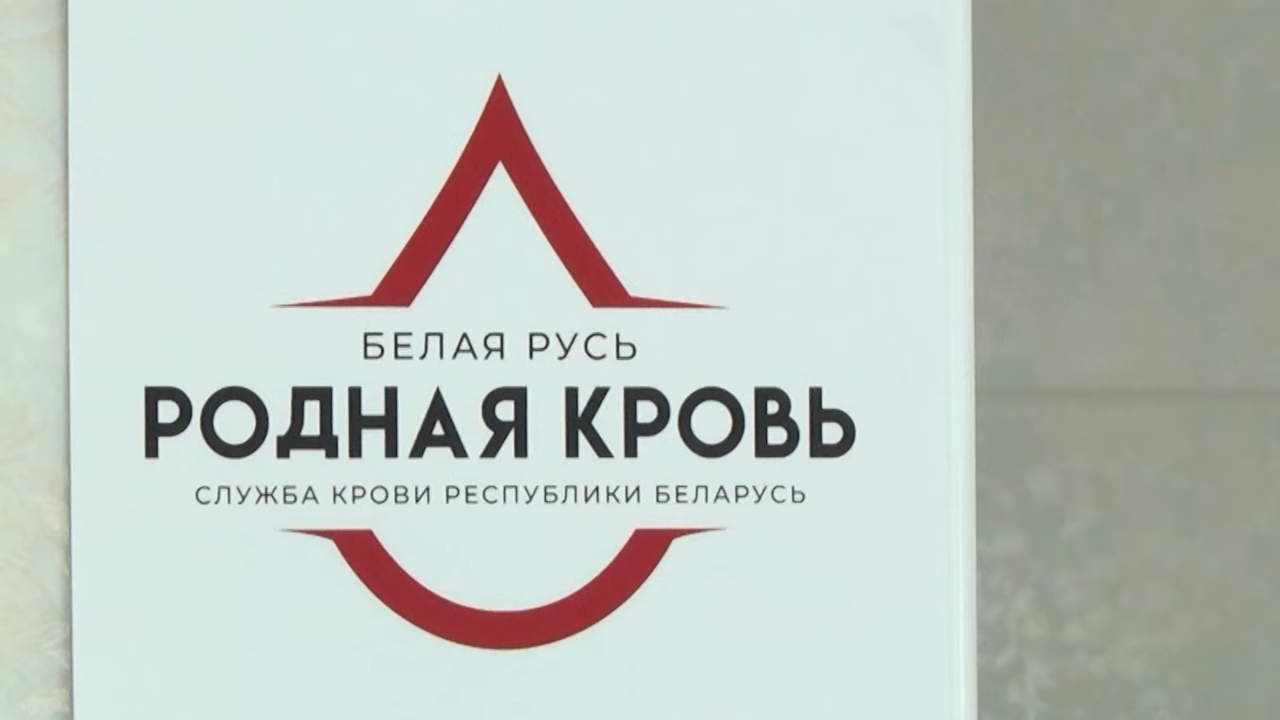 БЕЛАЯ РУСЬ
РОДНАЯ КРОВЬ
СЛУЖБА КРОВИ РЕСПУБЛИКИ БЕЛАРУСЬ